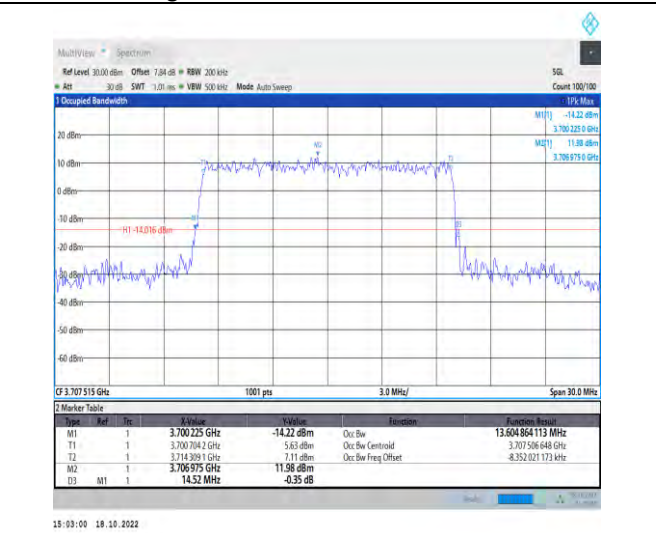 MultiView Spectrum
Ref Level 30.00 dBm Offset 7.84 dB RBW 200 kHz SGL
Att 30 dB SWT 1.01 ms VBW 500 kHz Mode Auto Sweep Count 100/100
1 Occupied Bandwidth 1Pk Max
M1[1] -14.22 dBm
3.700 225 0 GHz
M2[1] 11.98 dBm
3.706 975 0 GHz
20 dBm
M2
10 dBm
T1 T2
0 dBm
-10 dBm
M1
H1 -14.016 dBm
D3
-20 dBm
-30 dBm
-40 dBm
-50 dBm
-60 dBm
CF 3.707 515 GHz 1001 pts 3.0 MHz/ Span 30.0 MHz
2 Marker Table
Type Ref Trc X-Value Y-Value Function Function Result
M1 1 3.700 225 GHz -14.22 dBm Occ Bw 13.604 864 113 MHz
T1 1 3.700 704 2 GHz 5.63 dBm Occ Bw Centroid 3.707 506 648 GHz
T2 1 3.714 309 1 GHz 7.11 dBm Occ Bw Freq Offset -8.352 021 173 kHz
M2 1 3.706 975 GHz 11.98 dBm
D3 M1 1 14.52 MHz -0.35 dB
15:03:00 18.10.2022